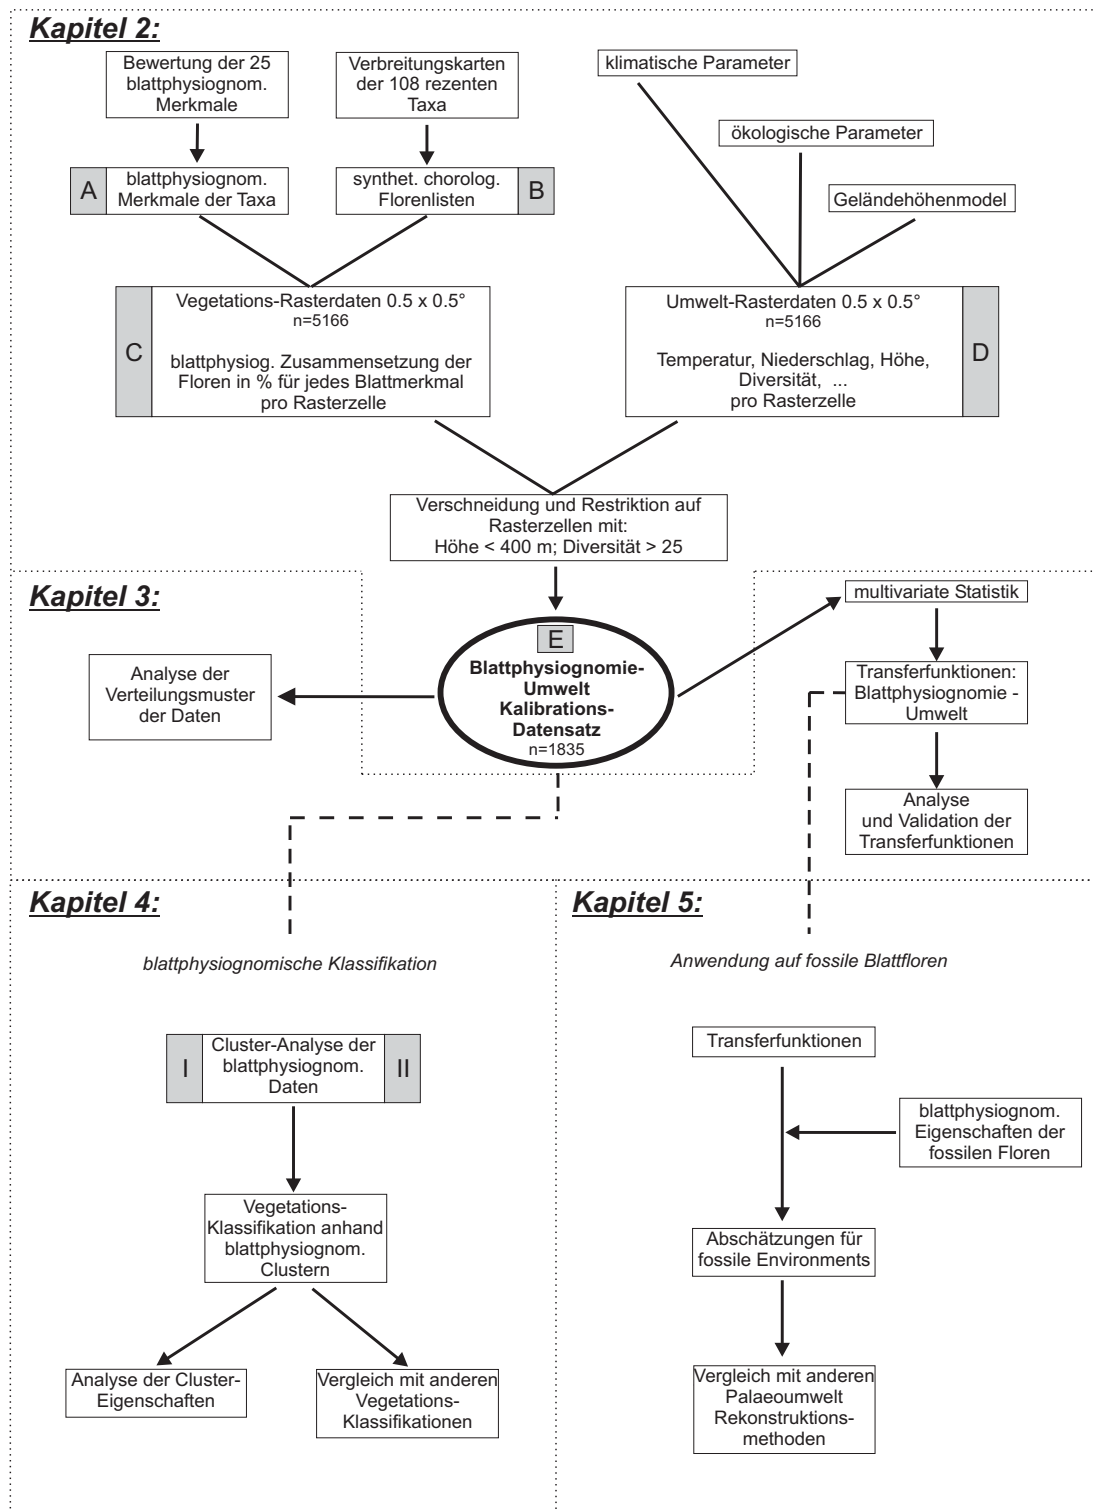 Kapitel 2:
Bewertung der 25
blattphysiognom.
Merkmale
Verbreitungskarten
der 108 rezenten
Taxa
klimatische Parameter
ökologische Parameter
Geländehöhenmodel
A
blattphysiognom.
Merkmale der Taxa
synthet. chorolog.
Florenlisten
B
C
Vegetations-Rasterdaten 0.5 x 0.5°
n=5166
blattphysiog. Zusammensetzung der
Floren in % für jedes Blattmerkmal
pro Rasterzelle
Umwelt-Rasterdaten 0.5 x 0.5°
n=5166
Temperatur, Niederschlag, Höhe,
Diversität, ...
pro Rasterzelle
D
Verschneidung und Restriktion auf
Rasterzellen mit:
Höhe < 400 m; Diversität > 25
Kapitel 3:
Analyse der
Verteilungsmuster
der Daten
E
Blattphysiognomie-
Umwelt
Kalibrations-
Datensatz
n=1835
multivariate Statistik
Transferfunktionen:
Blattphysiognomie -
Umwelt
Analyse
und Validation der
Transferfunktionen
Kapitel 4:
blattphysiognomische Klassifikation
I
Cluster-Analyse der
blattphysiognom.
Daten
II
Vegetations-
Klassifikation anhand
blattphysiognom.
Clustern
Analyse der Cluster-
Eigenschaften
Vergleich mit anderen
Vegetations-
Klassifikationen
Kapitel 5:
Anwendung auf fossile Blattfloren
Transferfunktionen
blattphysiognom.
Eigenschaften der
fossilen Floren
Abschätzungen für
fossile Environments
Vergleich mit anderen
Palaeoumwelt
Rekonstruktions-
methoden